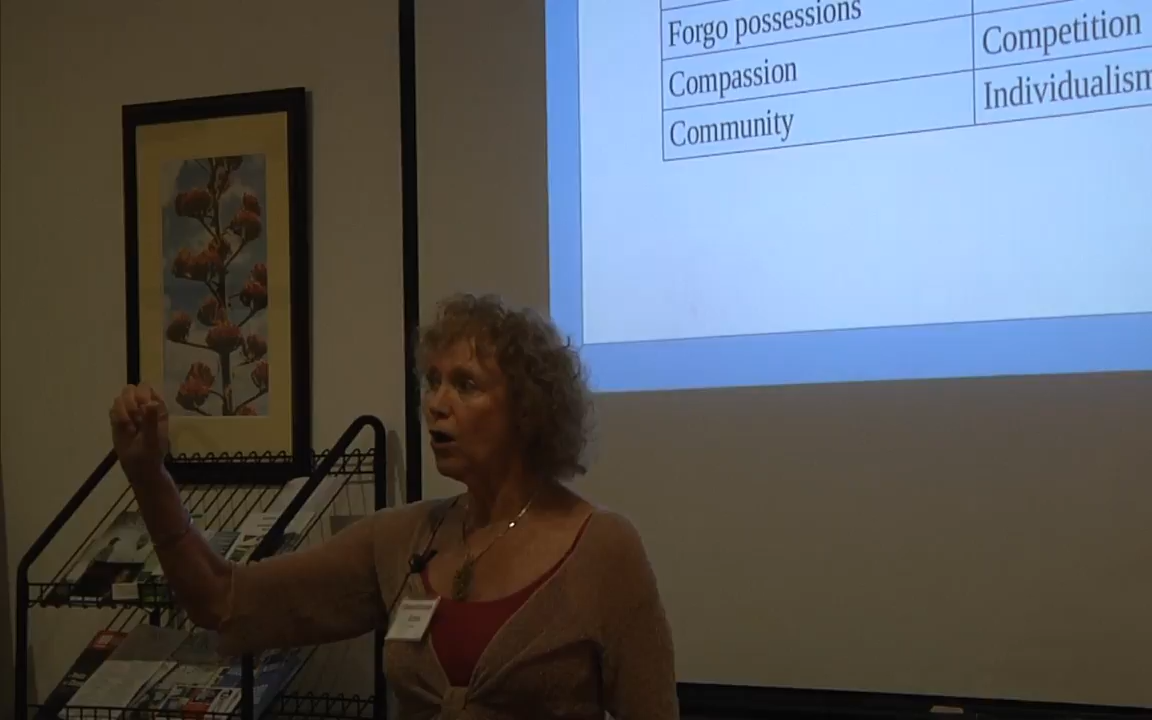 Forgo possessions
Compassion Competition
Community Individualism